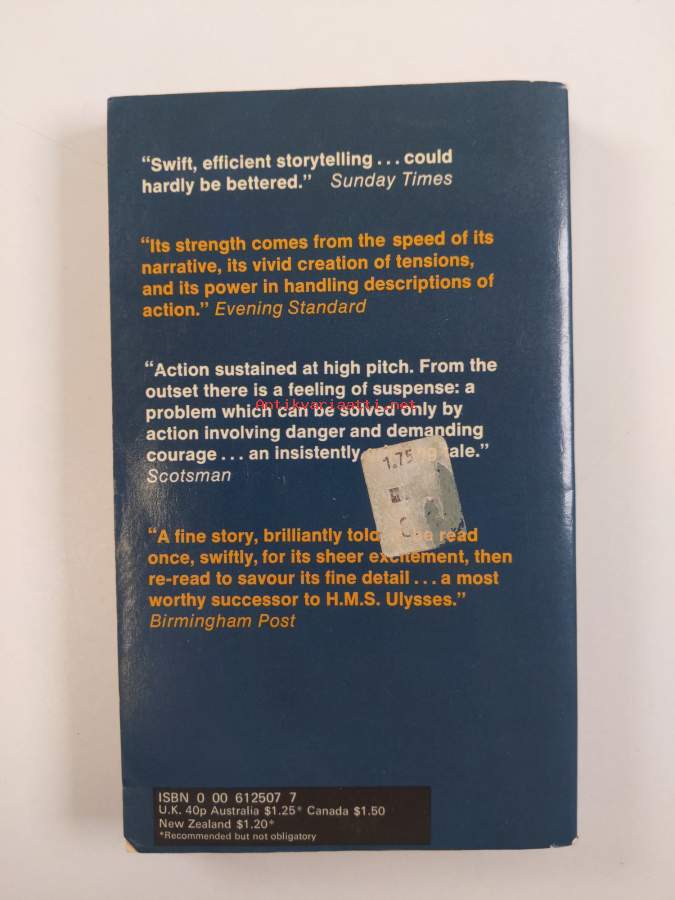 “Swift, efficient storytelling . . . could
hardly be bettered.” Sunday Times
“Its strength comes from the speed of its
narrative, its vivid creation of tensions,
and its power in handling descriptions of
action.” Evening Standard
“Action sustained at high pitch. From the
outset there is a feeling of suspense: a
problem which can be solved only by
Antikvariaatti.net
action involving danger and demanding
courage . . . an insistently tale.”
1.75
Scotsman
“A fine story, brilliantly told read
once, swiftly, for its sheer excitement, then
re-read to savour its fine detail . . . a most
worthy successor to H.M.S. Ulysses.”
Birmingham Post
ISBN 0 00 612507 7
U.K. 40p Australia $1.25* Canada $1.50
New Zealand $1.20*
*Recommended but not obligatory